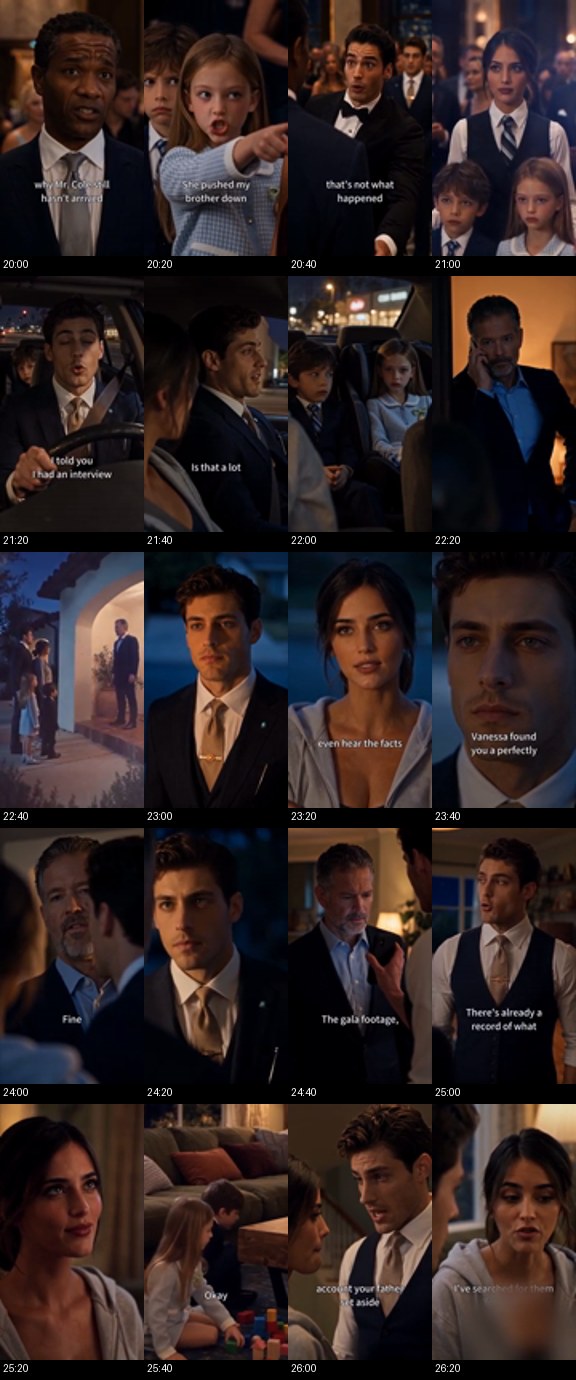 why Mr. Cole still
hasn't arrived
She pushed my
brother down
that's not what
happened
20:00
20:20
20:40
21:00
I told you
I had an interview
Is that a lot
21:20
21:40
22:00
22:20
even hear the facts
Vanessa found
you a perfectly
22:40
23:00
23:20
23:40
Fine
The gala footage,
There's already a
record of what
24:00
24:20
24:40
25:00
Okay
account your father
set aside
I've searched for them
25:20
25:40
26:00
26:20